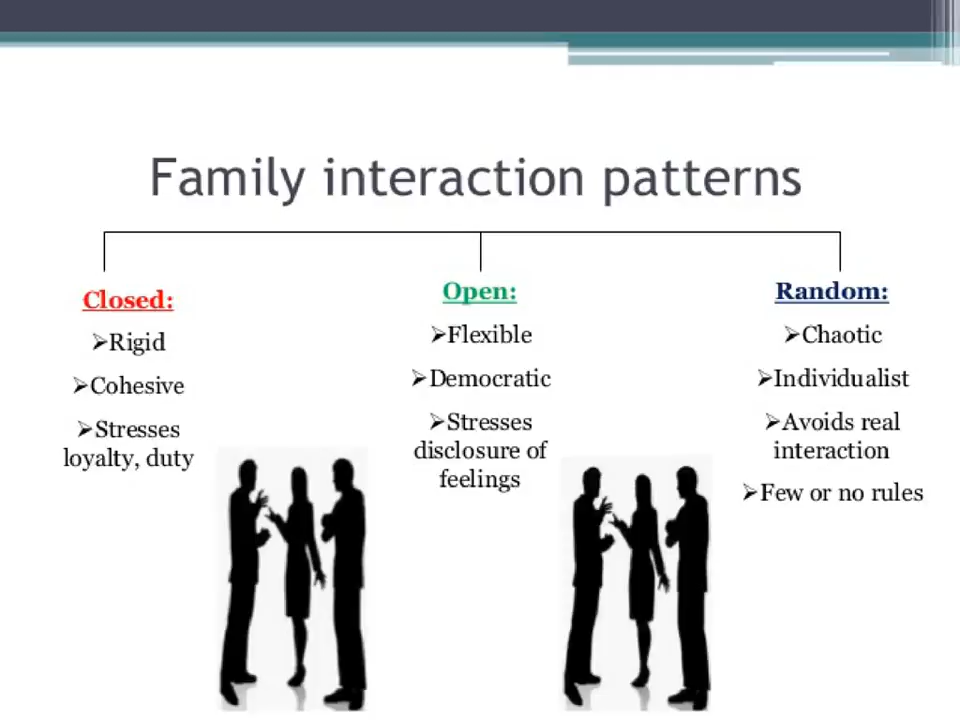 Family interaction patterns
Closed:
➢Rigid
➢Cohesive
➢Stresses
loyalty, duty
Open:
➢Flexible
➢Democratic
➢Stresses
disclosure of
feelings
Random:
➢Chaotic
➢Individualist
➢Avoids real
interaction
➢Few or no rules